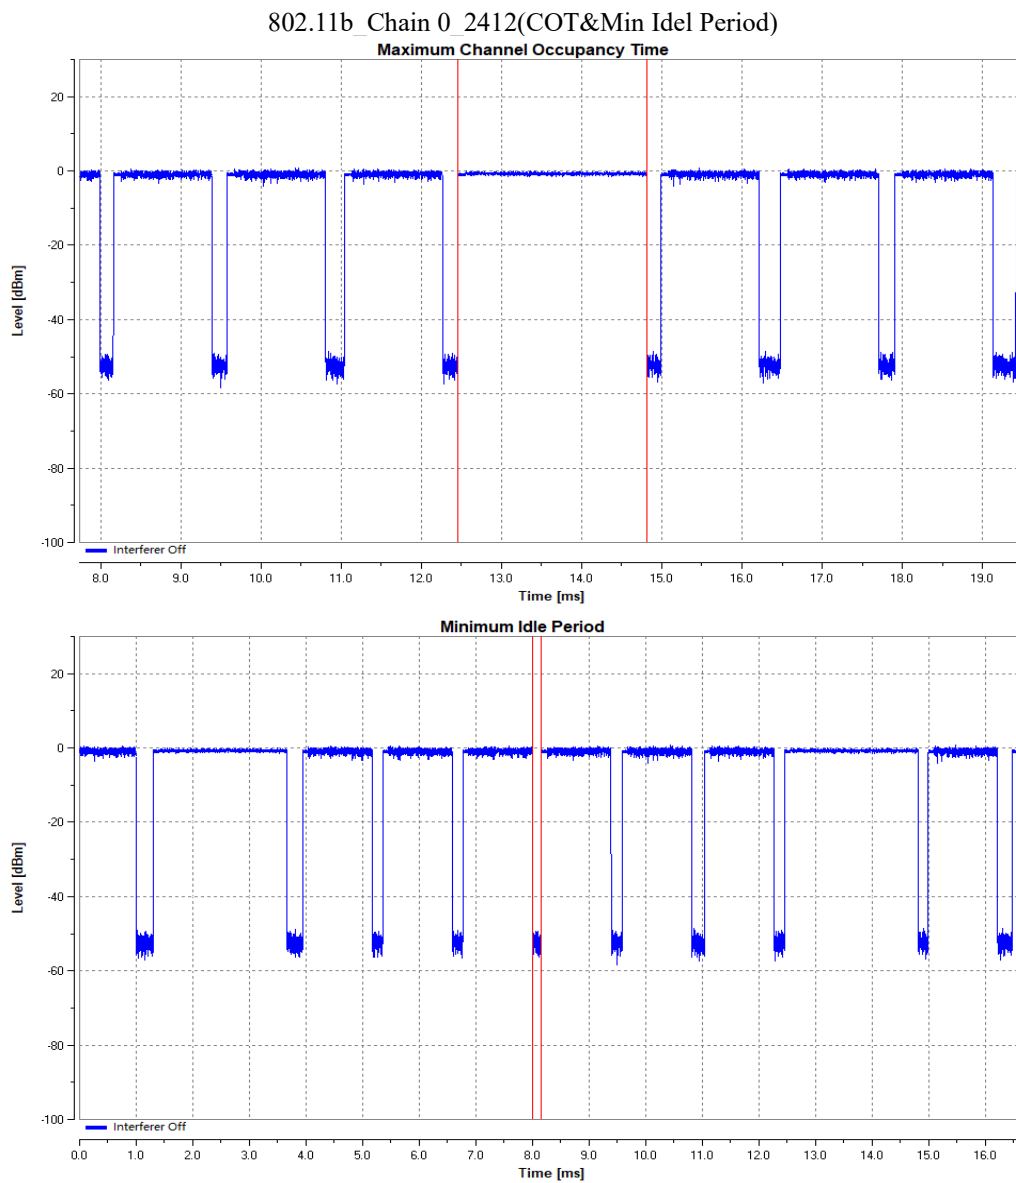 802.11b_Chain 0_2412(COT&Min Idel Period)
Maximum Channel Occupancy Time
20
0
-20
-40
-60
-80
-100
Level [dBm]
Interferer Off
8.0 9.0 10.0 11.0 12.0 13.0 14.0 15.0 16.0 17.0 18.0 19.0
Time [ms]
Minimum Idle Period
20
0
-20
-40
-60
-80
-100
Level [dBm]
Interferer Off
0.0 1.0 2.0 3.0 4.0 5.0 6.0 7.0 8.0 9.0 10.0 11.0 12.0 13.0 14.0 15.0 16.0
Time [ms]